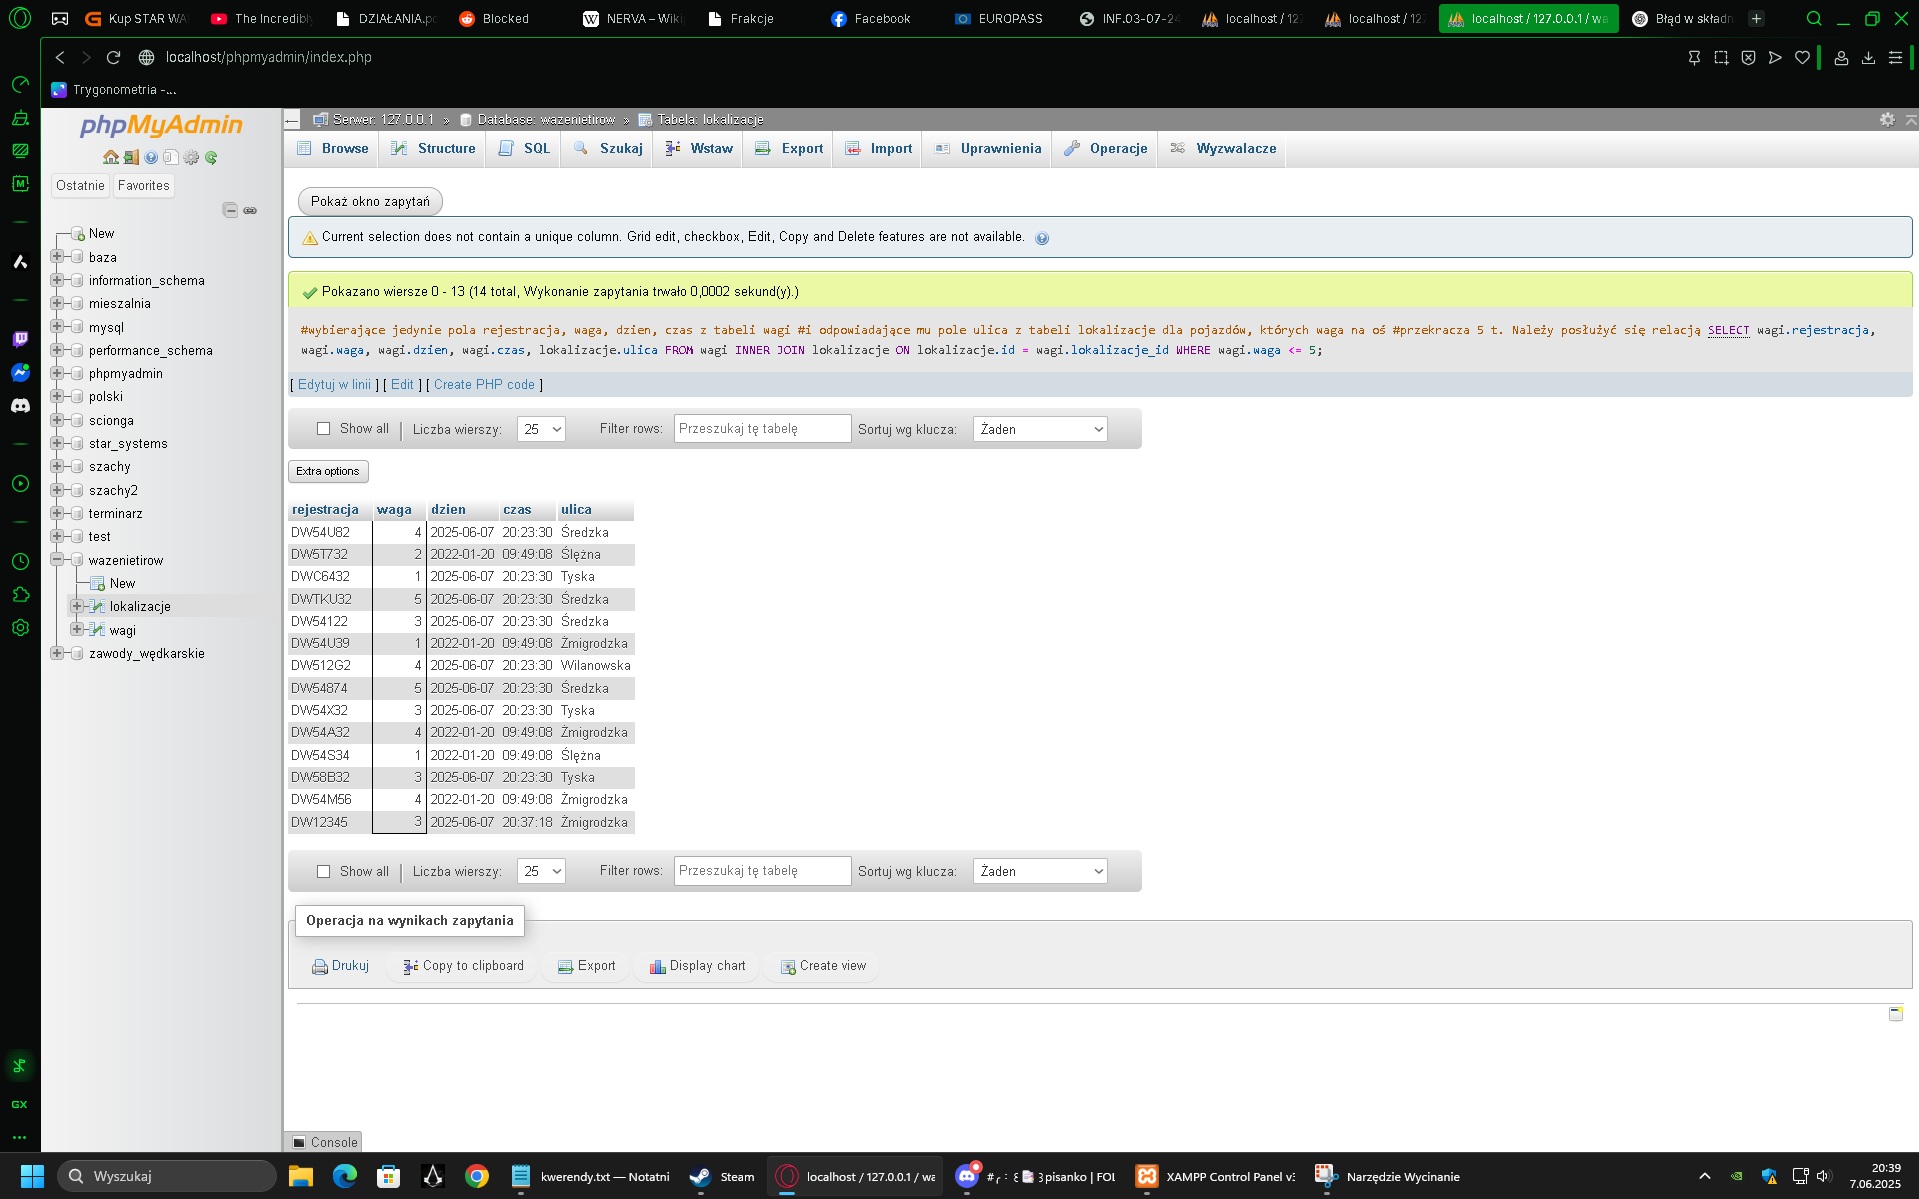 Kup STAR WA
The Incredibl
DZIAŁANIA.pd
Blocked
NERVA – Wiki
Frakcje
Facebook
EUROPASS
INF.03-07-24
localhost / 127
localhost / 127
localhost / 127.0.0.1 / wa
Błąd w składn
localhost/phpmyadmin/index.php
Trygonometria -...
phpMyAdmin
Ostatnie
Favorites
New
baza
information_schema
mieszalnia
mysql
performance_schema
phpmyadmin
polski
scionga
star_systems
szachy
szachy2
terminarz
test
wazenietirow
New
lokalizacje
wagi
zawody_wędkarskie
Serwer: 127.0.0.1 » Database: wazenietirow » Tabela: lokalizacje
Browse Structure SQL Szukaj Wstaw Export Import Uprawnienia Operacje Wyzwalacze
Pokaż okno zapytań
Current selection does not contain a unique column. Grid edit, checkbox, Edit, Copy and Delete features are not available.
Pokazano wiersze 0 - 13 (14 total, Wykonanie zapytania trwało 0,0002 sekund(y).)
#wybierające jedynie pola rejestracja, waga, dzien, czas z tabeli wagi #i odpowiadające mu pole ulica z tabeli lokalizacje dla pojazdów, których waga na oś #przekracza 5 t. Należy posłużyć się relacją SELECT wagi.rejestracja,
wagi.waga, wagi.dzien, wagi.czas, lokalizacje.ulica FROM wagi INNER JOIN lokalizacje ON lokalizacje.id = wagi.lokalizacje_id WHERE wagi.waga <= 5;
[ Edytuj w linii ] [ Edit ] [ Create PHP code ]
Show all Liczba wierszy: 25 Filter rows: Przeszukaj tę tabelę Sortuj wg klucza: Żaden
Extra options
rejestracja waga dzien czas ulica
DW54U82 4 2025-06-07 20:23:30 Średzka
DW5T732 2 2022-01-20 09:49:08 Ślężna
DWC6432 1 2025-06-07 20:23:30 Tyska
DWTKU32 5 2025-06-07 20:23:30 Średzka
DW54122 3 2025-06-07 20:23:30 Średzka
DW54U39 1 2022-01-20 09:49:08 Żmigrodzka
DW512G2 4 2025-06-07 20:23:30 Wilanowska
DW54874 5 2025-06-07 20:23:30 Średzka
DW54X32 3 2025-06-07 20:23:30 Tyska
DW54A32 4 2022-01-20 09:49:08 Żmigrodzka
DW54S34 1 2022-01-20 09:49:08 Ślężna
DW58B32 3 2025-06-07 20:23:30 Tyska
DW54M56 4 2022-01-20 09:49:08 Żmigrodzka
DW12345 3 2025-06-07 20:37:18 Żmigrodzka
Show all Liczba wierszy: 25 Filter rows: Przeszukaj tę tabelę Sortuj wg klucza: Żaden
Operacja na wynikach zapytania
Drukuj Copy to clipboard Export Display chart Create view
Console
GX
Wyszukaj
kwerendy.txt — Notatni
Steam
localhost / 127.0.0.1 / wa
pisanko | FOL
XAMPP Control Panel v3
Narzędzie Wycinanie
20:39
7.06.2025